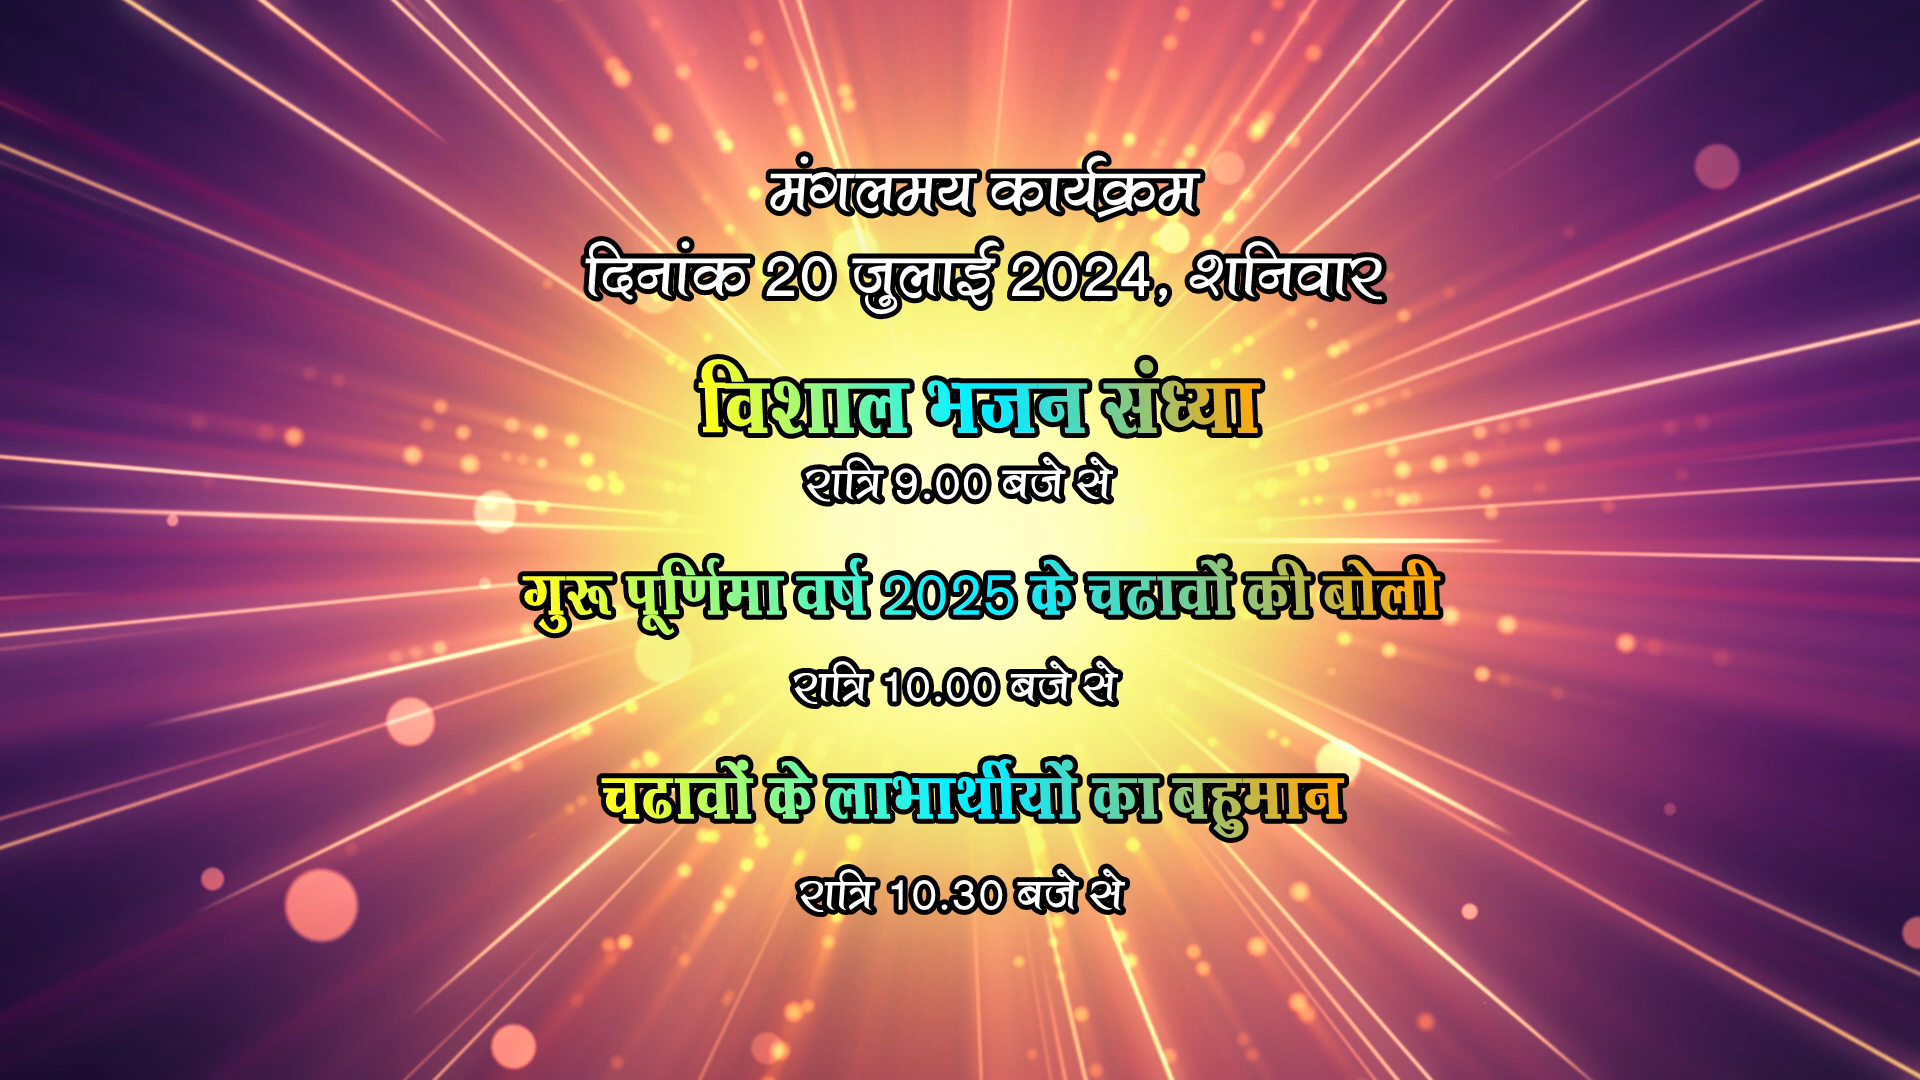 मंगलमय कार्यक्रम
दिनांक 20 जुलाई 2024, शनिवार
विशाल भजन संध्या
रात्रि 9.00 बजे से
गुरू पूर्णिमा वर्ष 2025 के चढावों की बोली
रात्रि 10.00 बजे से
चढावों के लाभार्थीयों का बहुमान
रात्रि 10.30 बजे से